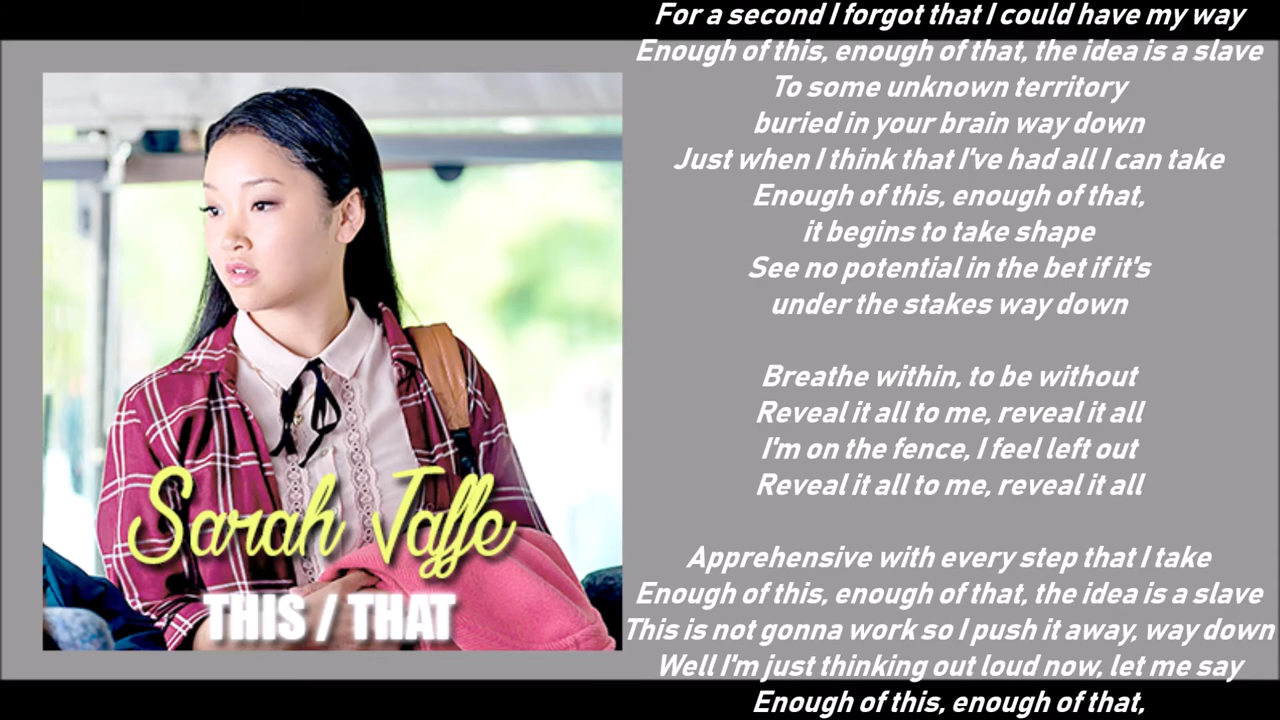 Sarah Jaffe
THIS / THAT
For a second I forgot that I could have my way
Enough of this, enough of that, the idea is a slave
To some unknown territory
buried in your brain way down
Just when I think that I've had all I can take
Enough of this, enough of that,
it begins to take shape
See no potential in the bet if it's
under the stakes way down
Breathe within, to be without
Reveal it all to me, reveal it all
I'm on the fence, I feel left out
Reveal it all to me, reveal it all
Apprehensive with every step that I take
Enough of this, enough of that, the idea is a slave
This is not gonna work so I push it away, way down
Well I'm just thinking out loud now, let me say
Enough of this, enough of that,